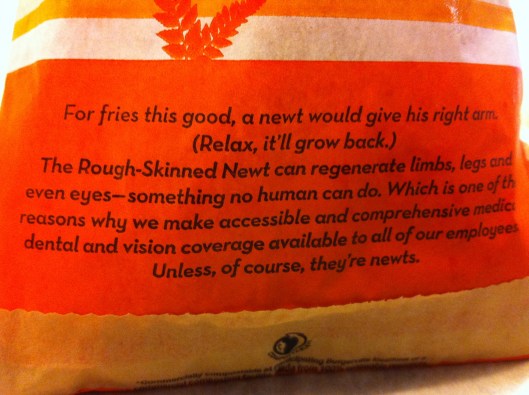 For fries this good, a newt would give his right arm.
(Relax, it'll grow back.)
The Rough-Skinned Newt can regenerate limbs, legs and
even eyes—something no human can do. Which is one of the
reasons why we make accessible and comprehensive medica
dental and vision coverage available to all of our employees.
Unless, of course, they're newts.